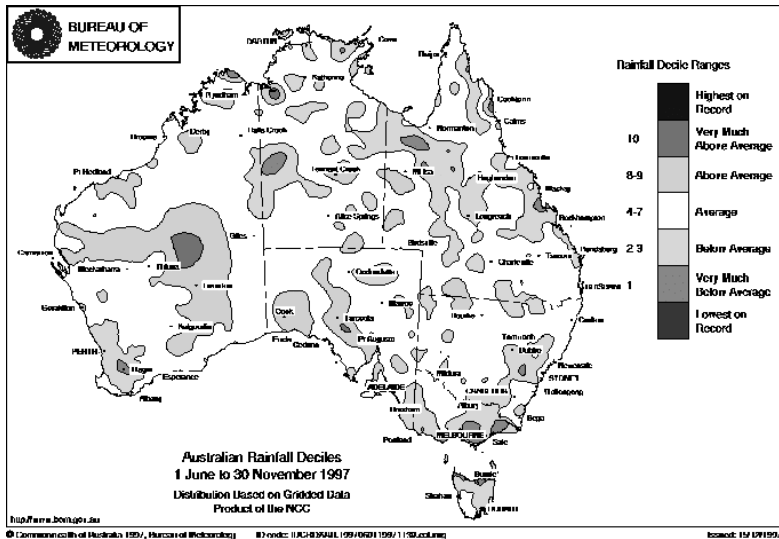 BUREAU OF
METEOROLOGY
DARWIN
Katherine
Wyndham
Cooktown
Cairns
Derby
Halls Creek
Normanton
Tennant Creek
Mt Isa
Pt Hedland
Hughenden
Mackay
Alice Springs
Longreach
Rockhampton
Giles
Birdsville
Bundaberg
Carnarvon
Meekatharra
Oodnadatta
Charleville
Geraldton
Marree
Bourke
Cook
Tarcoola
Kalgoorlie
PERTH
Ceduna
Pt Augusta
Tamworth
Dubbo
Newcastle
Esperance
Albany
ADELAIDE
Mildura
SYDNEY
Wollongong
CANBERRA
Albury
Bega
Horsham
Portland
MELBOURNE
Sale
Burnie
Strahan
HOBART
Rainfall Decile Ranges
Highest on
Record
10
Very Much
Above Average
8-9
Above Average
4-7
Average
2-3
Below Average
1
Very Much
Below Average
Lowest on
Record
Australian Rainfall Deciles
1 June to 30 November 1997
Distribution Based on Gridded Data
Product of the NCC
http://www.bom.gov.au
© Commonwealth of Australia 1997, Bureau of Meteorology